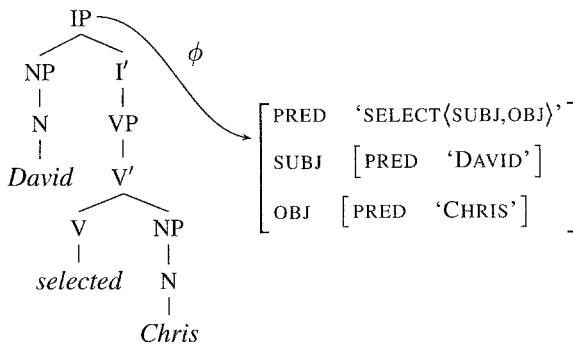 IP
ϕ
NP I′
N VP
David V′
V NP
selected N
Chris
PRED ‘SELECT⟨SUBJ,OBJ⟩’
SUBJ [PRED ‘DAVID’]
OBJ [PRED ‘CHRIS’]